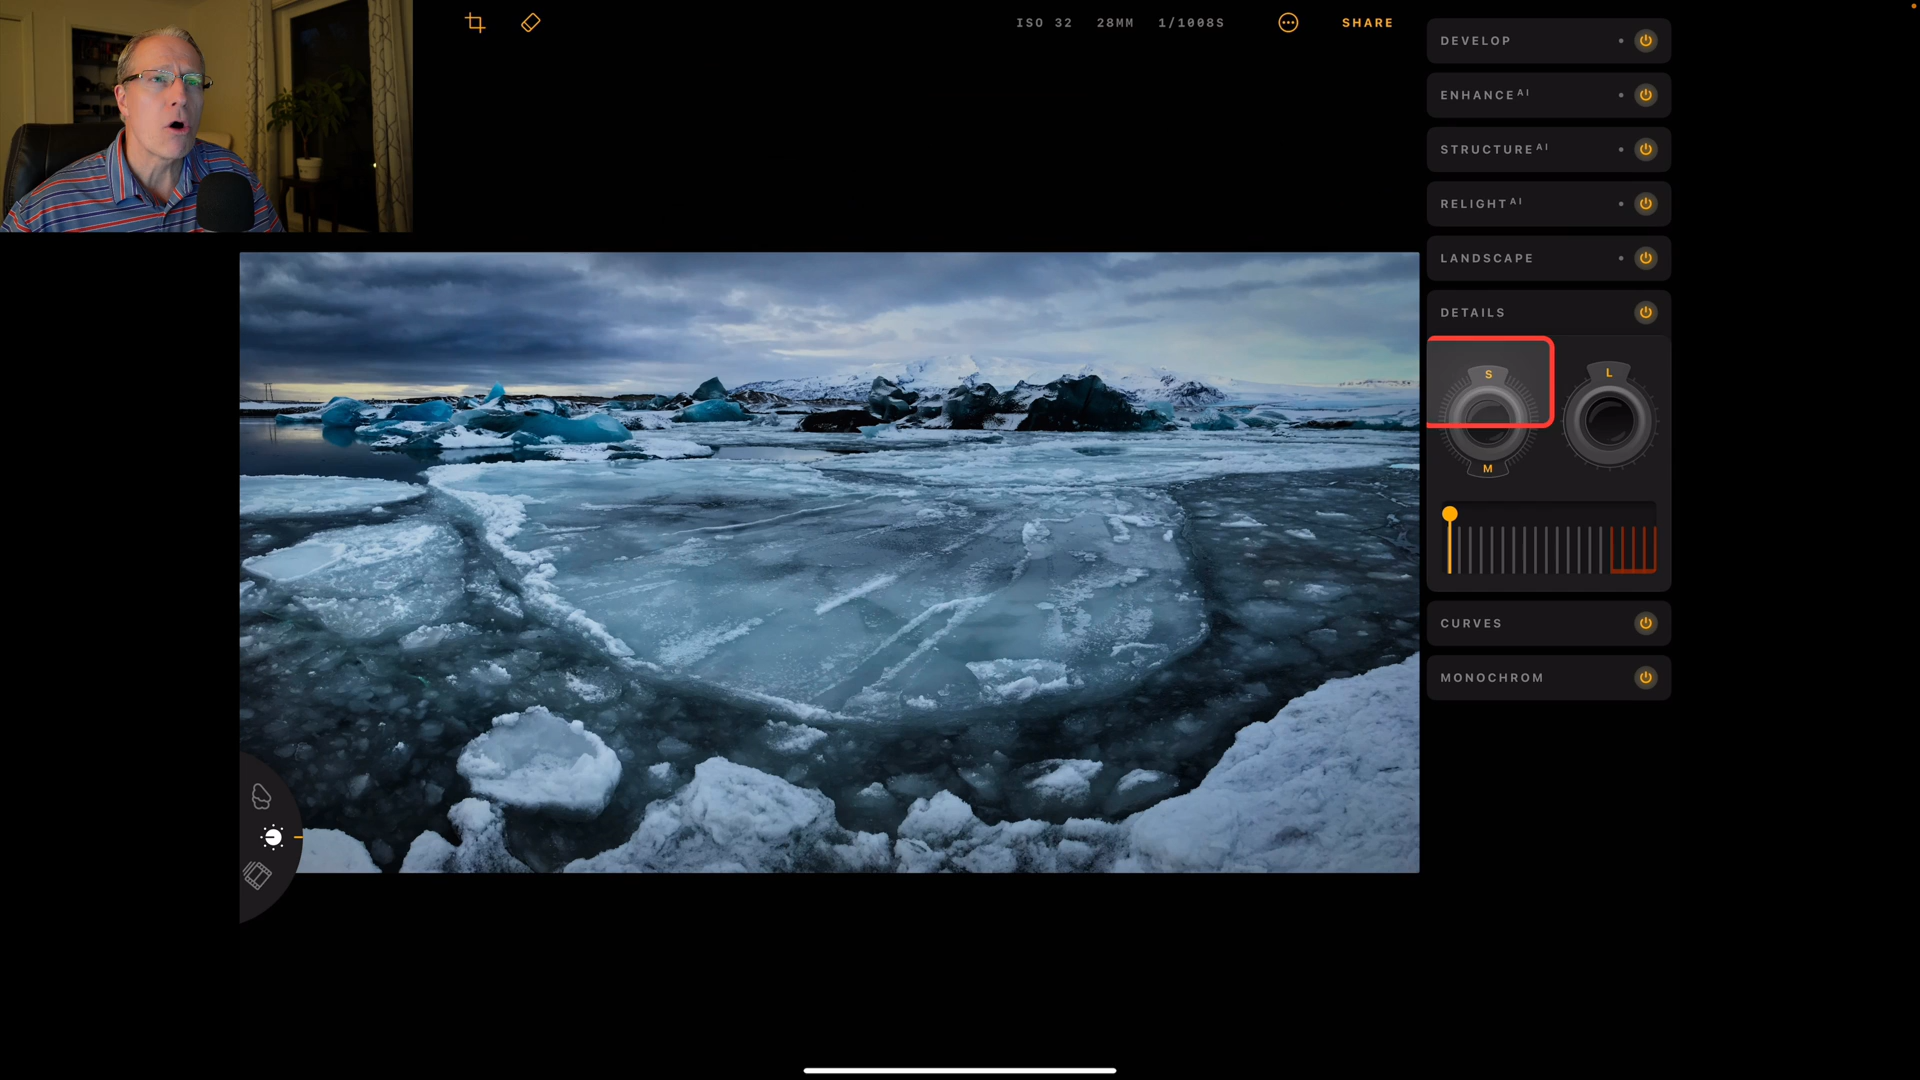 ISO 32 28MM 1/1008S SHARE
DEVELOP
ENHANCE AI
STRUCTURE AI
RELIGHT AI
LANDSCAPE
DETAILS
S L
M
CURVES
MONOCHROM